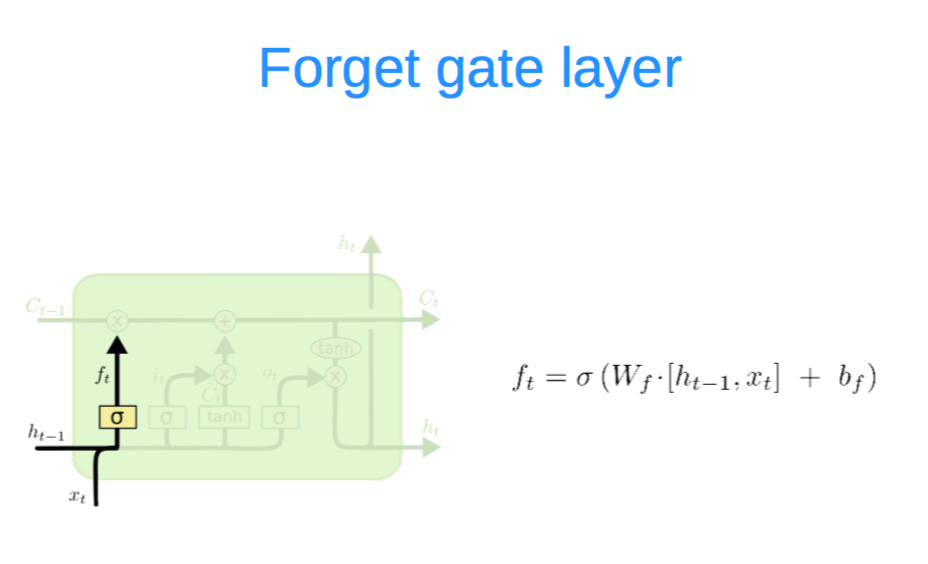 Forget gate layer
h_t
C_{t-1}
C_t
x
+
tanh
f_t
i_t
x
o_t
x
C̃_t
σ
σ
tanh
σ
h_{t-1}
h_t
x_t
f_t = σ (W_f · [h_{t-1}, x_t] + b_f)